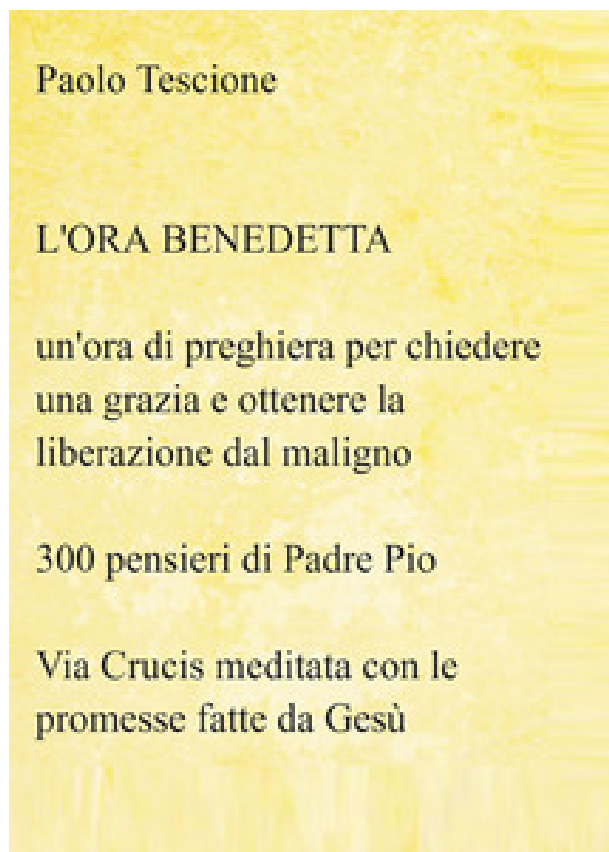 Paolo Tescione
L'ORA BENEDETTA
un'ora di preghiera per chiedere
una grazia e ottenere la
liberazione dal maligno
300 pensieri di Padre Pio
Via Crucis meditata con le
promesse fatte da Gesù